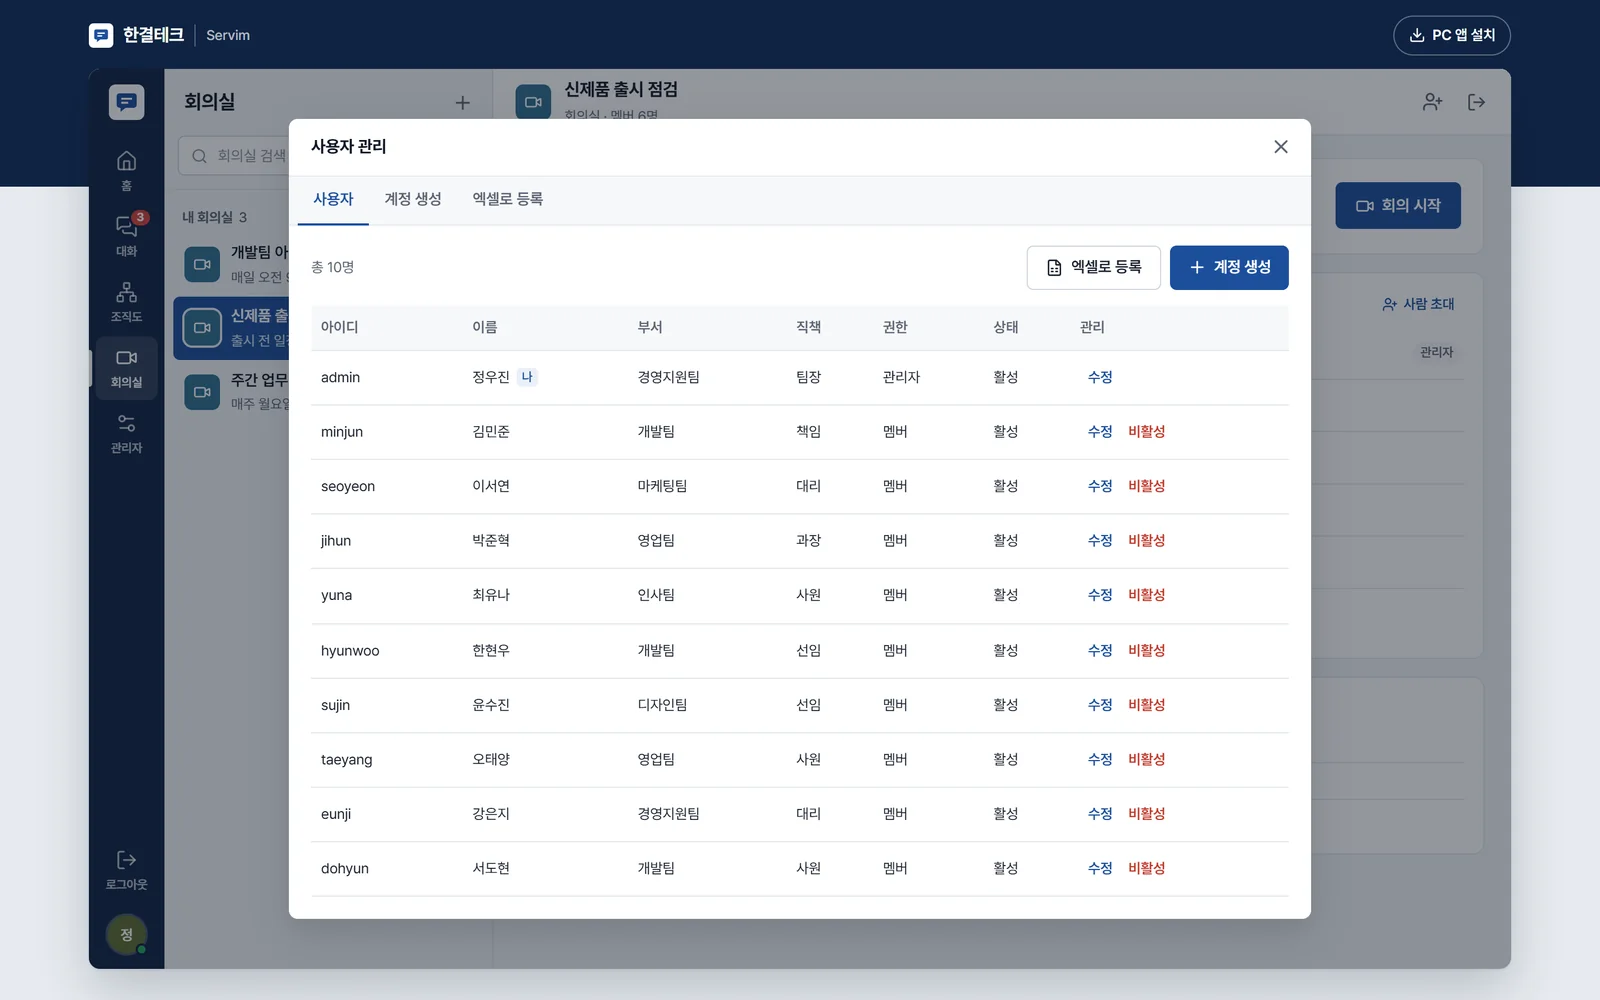 한결테크
Servim
PC 앱 설치
회의실
홈
3
대화
조직도
회의실
관리자
로그아웃
정
회의실 검색
내 회의실 3
개발팀 아
매일 오전
신제품 출
출시 전 일
주간 업무
매주 월요일
신제품 출시 점검
회의실 · 멤버 6명
회의 시작
사람 초대
관리자
사용자 관리
사용자 계정 생성 엑셀로 등록
총 10명
엑셀로 등록
계정 생성
아이디 이름 부서 직책 권한 상태 관리
admin 정우진 나 경영지원팀 팀장 관리자 활성 수정
minjun 김민준 개발팀 책임 멤버 활성 수정 비활성
seoyeon 이서연 마케팅팀 대리 멤버 활성 수정 비활성
jihun 박준혁 영업팀 과장 멤버 활성 수정 비활성
yuna 최유나 인사팀 사원 멤버 활성 수정 비활성
hyunwoo 한현우 개발팀 선임 멤버 활성 수정 비활성
sujin 윤수진 디자인팀 선임 멤버 활성 수정 비활성
taeyang 오태양 영업팀 사원 멤버 활성 수정 비활성
eunji 강은지 경영지원팀 대리 멤버 활성 수정 비활성
dohyun 서도현 개발팀 사원 멤버 활성 수정 비활성